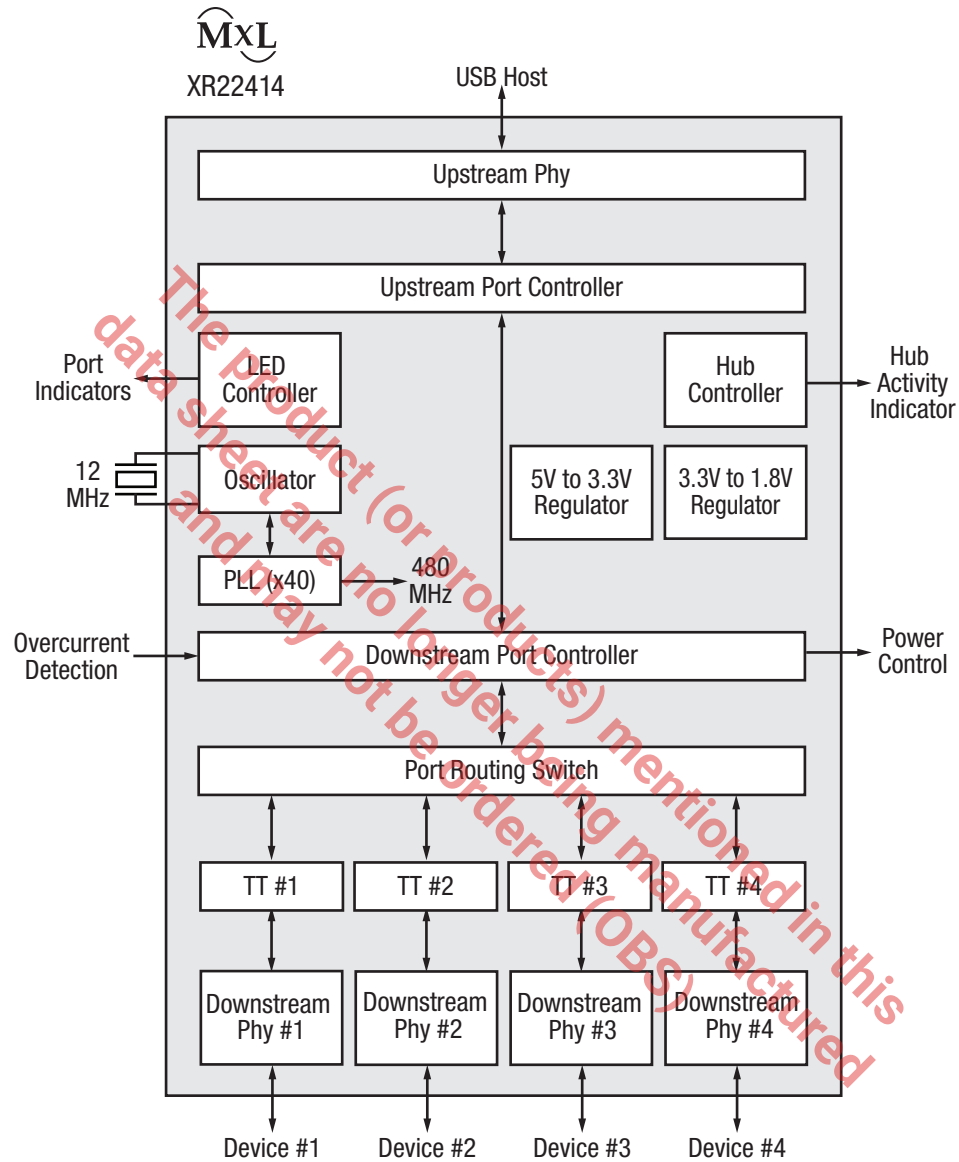 MxL
XR22414
USB Host
Upstream Phy
Upstream Port Controller
Port
Indicators
LED
Controller
Hub
Controller
Hub
Activity
Indicator
12
MHz
Oscillator
5V to 3.3V
Regulator
3.3V to 1.8V
Regulator
PLL (x40)
480
MHz
Overcurrent
Detection
Downstream Port Controller
Power
Control
Port Routing Switch
TT #1
TT #2
TT #3
TT #4
Downstream
Phy #1
Downstream
Phy #2
Downstream
Phy #3
Downstream
Phy #4
Device #1
Device #2
Device #3
Device #4
The product (or products) mentioned in this
data sheet are no longer being manufactured
and may not be ordered (OBS)